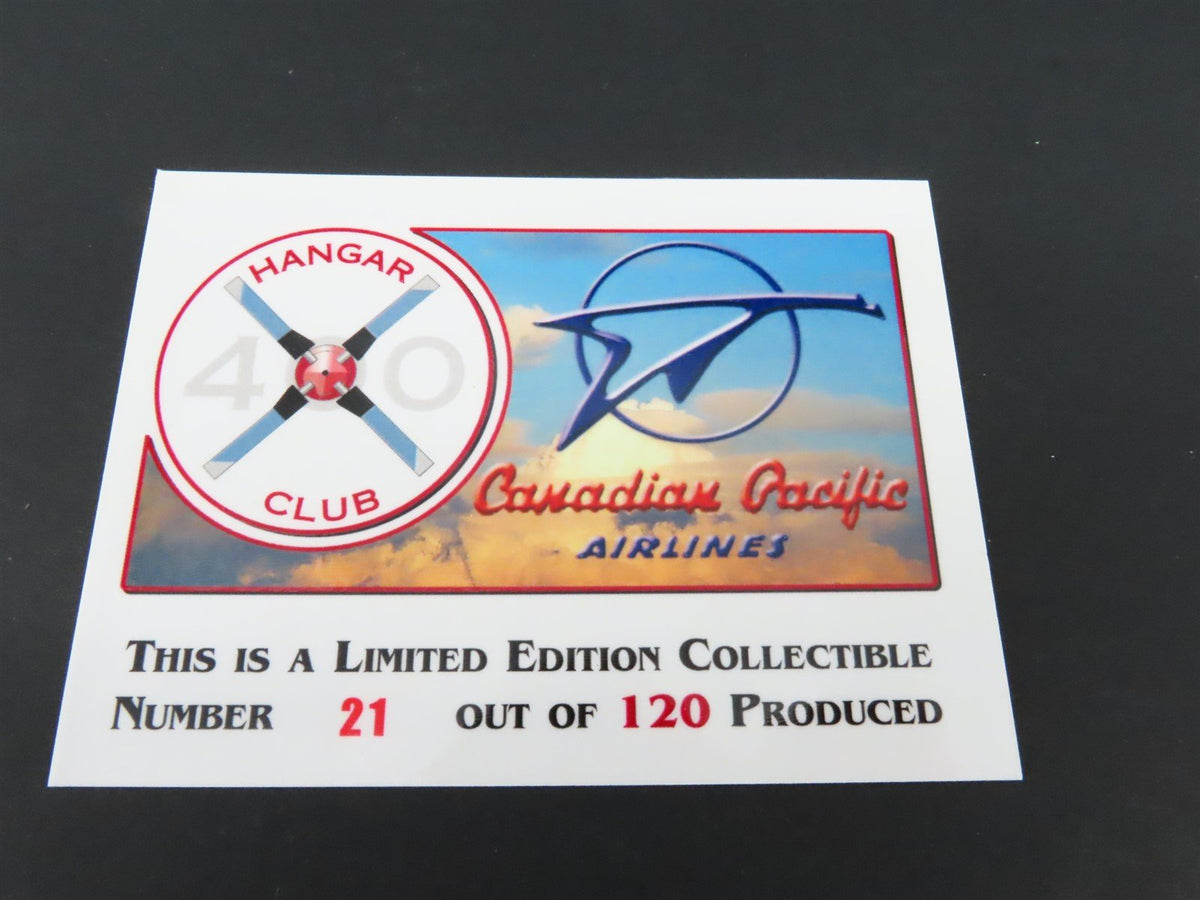 HANGAR
400
CLUB
Canadian Pacific
AIRLINES
THIS IS A LIMITED EDITION COLLECTIBLE
NUMBER 21 OUT OF 120 PRODUCED